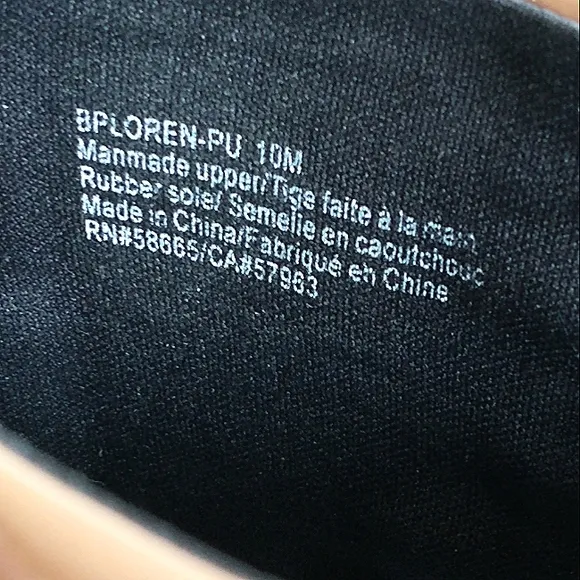 BPLOREN-PU 10M
Manmade upper/Tige faite à la main
Rubber sole/ Semelle en caoutchouc
Made in China/Fabriqué en Chine
RN#58665/CA#57963